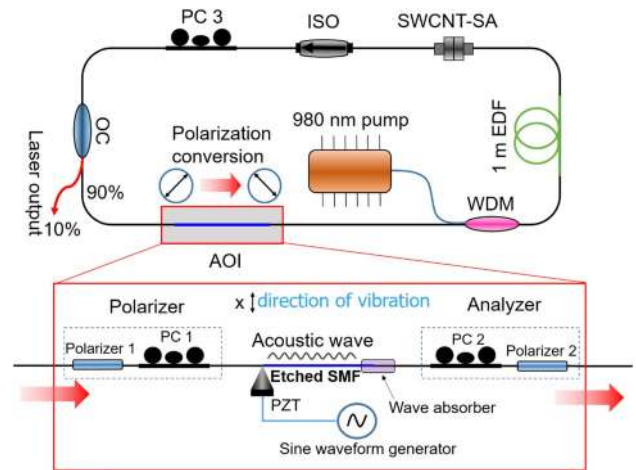 PC 3
ISO
SWCNT-SA
OC
Laser output
90%
10%
Polarization
conversion
980 nm pump
1 m EDF
WDM
AOI
Polarizer
x
direction of vibration
Analyzer
Polarizer 1
PC 1
Acoustic wave
Etched SMF
PC 2
Polarizer 2
PZT
Wave absorber
Sine waveform generator